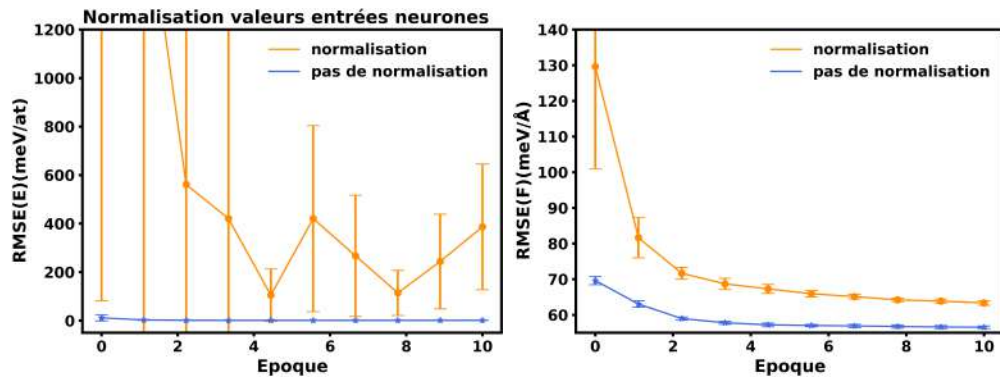 Normalisation valeurs entrées neurones
1200
1000
800
600
400
200
0
RMSE(E)(meV/at)
normalisation
pas de normalisation
0 2 4 6 8 10
Epoque
140
130
120
110
100
90
80
70
60
RMSE(F)(meV/Å)
normalisation
pas de normalisation
0 2 4 6 8 10
Epoque